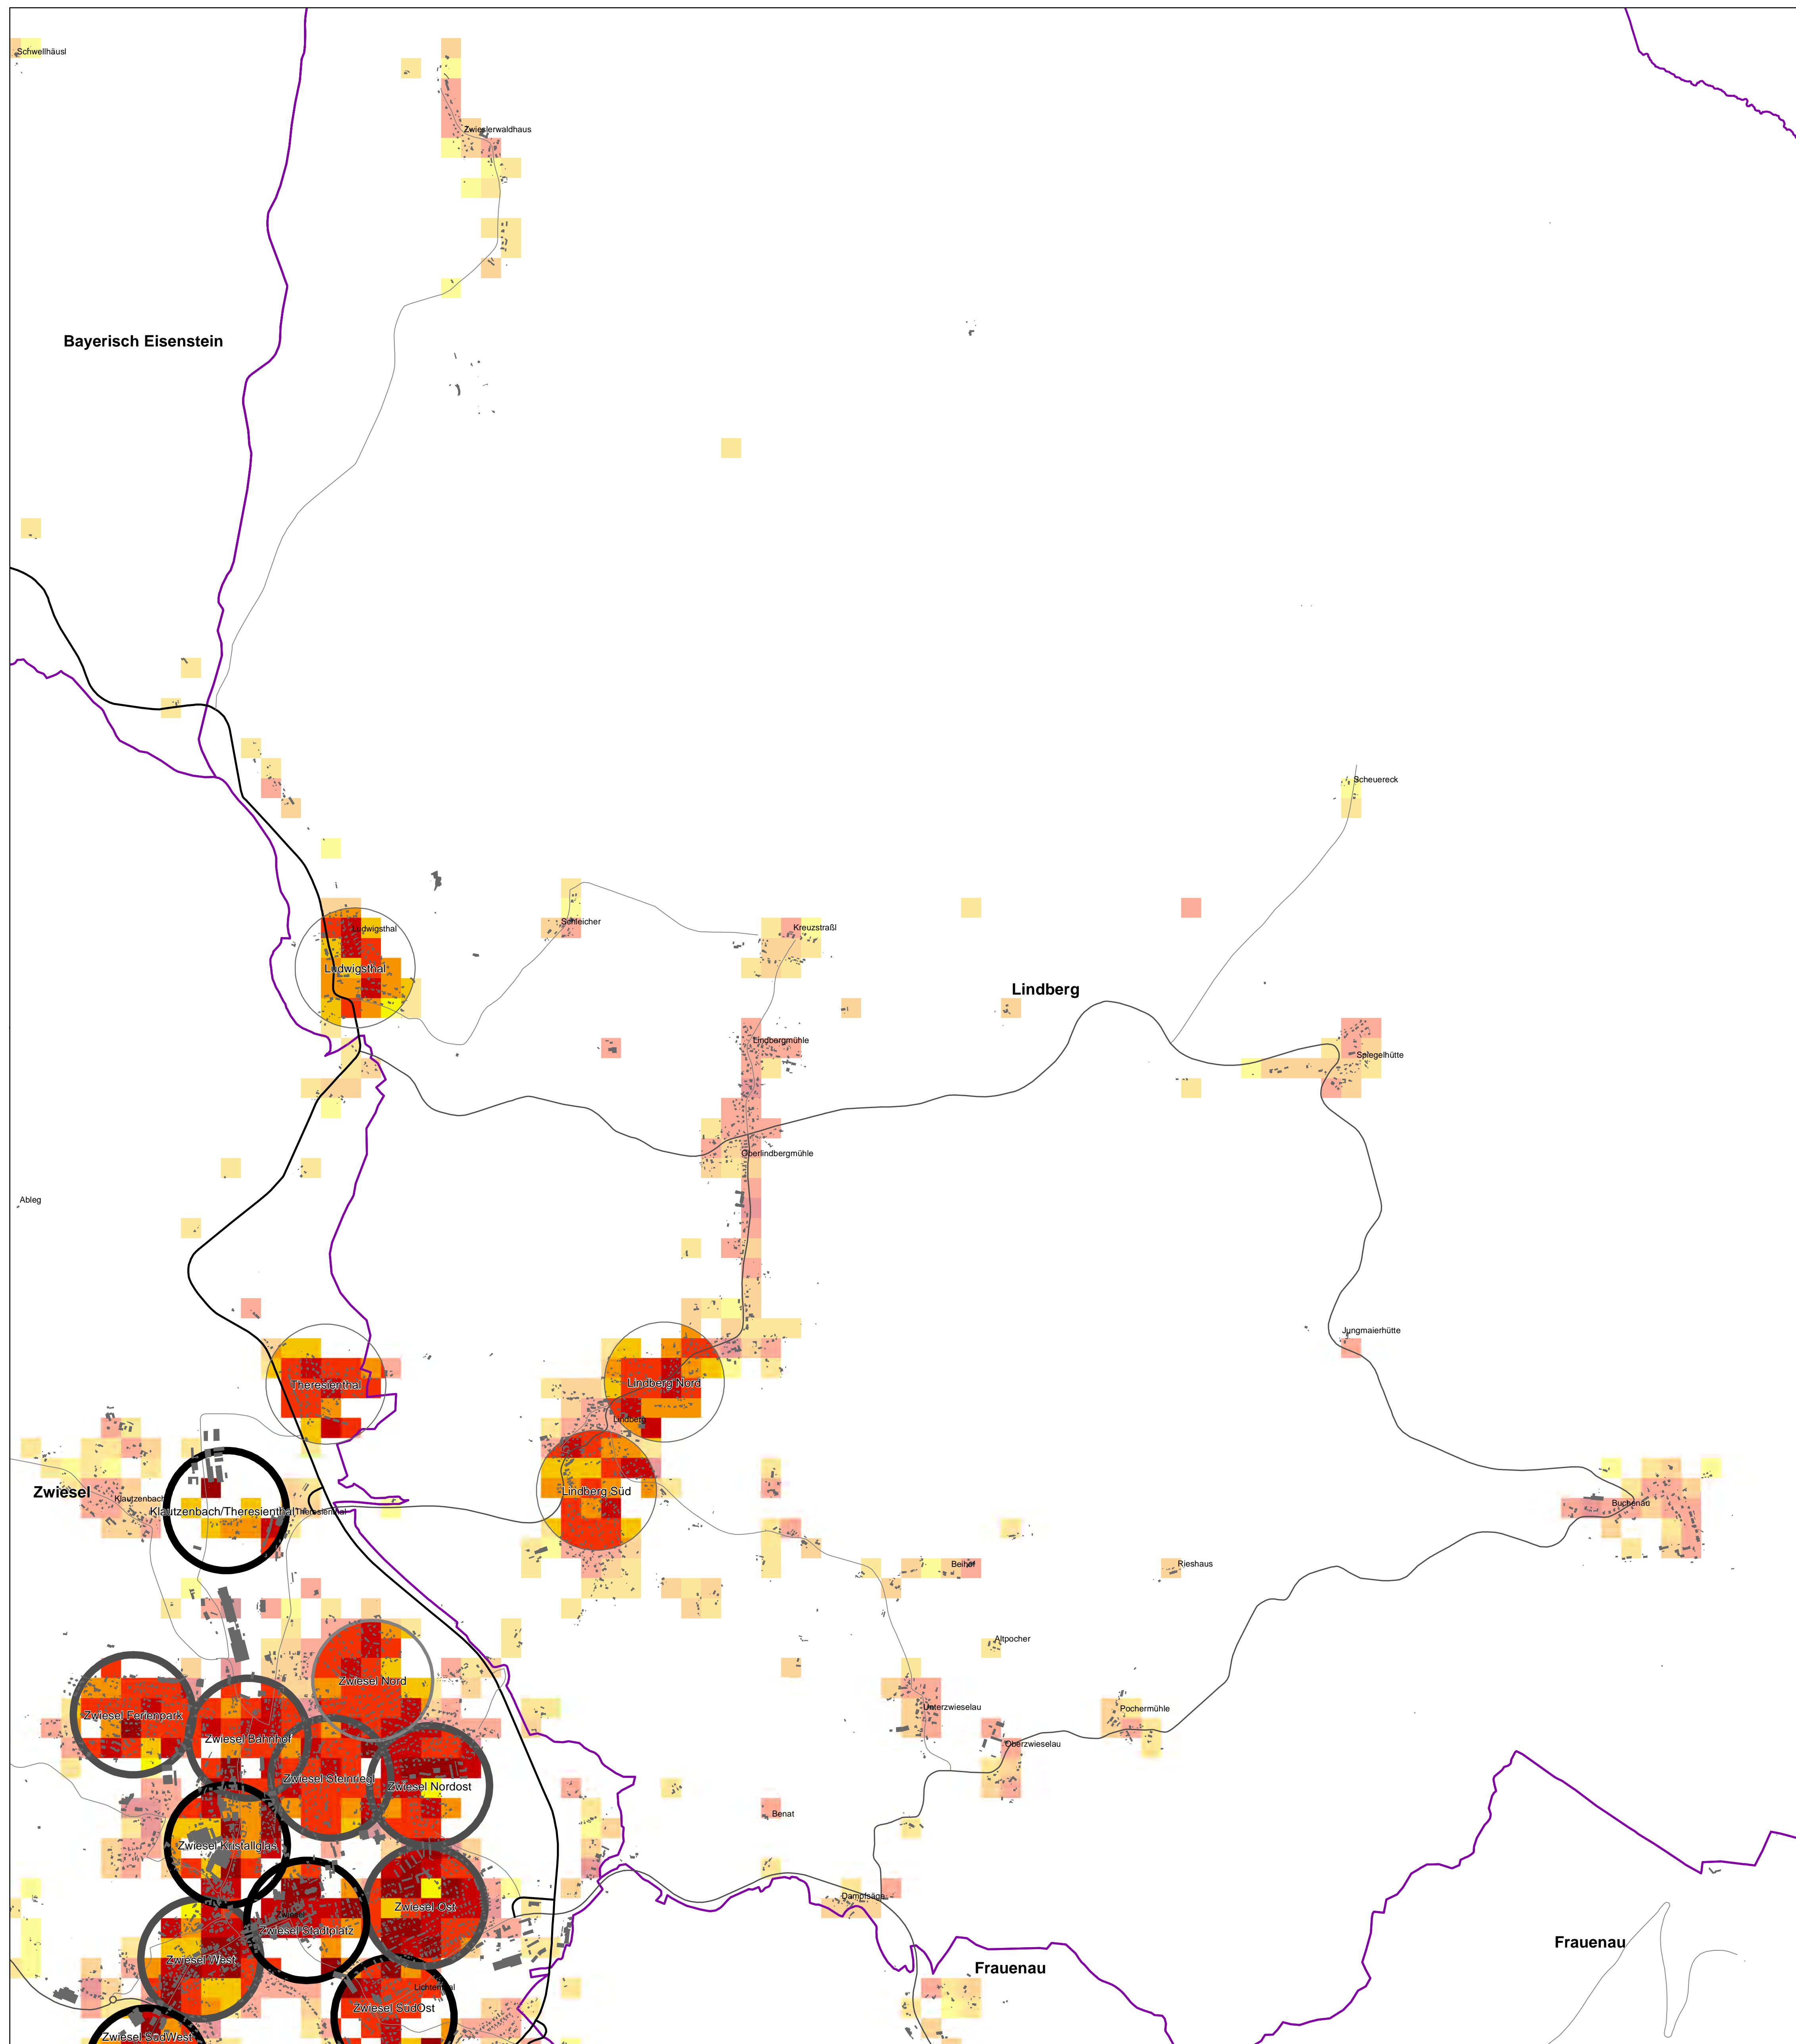 Schwellhäusl
Zwieslerwaldhaus
Bayerisch Eisenstein
Scheuereck
Schleicher
Kreuzstraßl
Ludwigsthal
Ludwigsthal
Lindberg
Lindbergmühle
Spiegelhütte
Oberlindbergmühle
Ableg
Jungmaierhütte
Theresienthal
Lindberg Nord
Lindberg
Zwiesel
Klautzenbach
Lindberg Süd
Klautzenbach/Theresienthal
Theresienthal
Buchenau
Beihof
Rieshaus
Altpocher
Zwiesel Nord
Unterzwieselau
Pochermühle
Zwiesel Ferienpark
Zwiesel Bahnhof
Oberzwieselau
Zwiesel Steinriegl
Zwiesel Nordost
Benat
Zwiesel Kristallglas
Dampfsäge
Zwiesel Ost
Zwiesel Stadtplatz
Frauenau
Zwiesel West
Frauenau
Lichtenthal
Zwiesel SüdOst
Zwiesel SüdWest